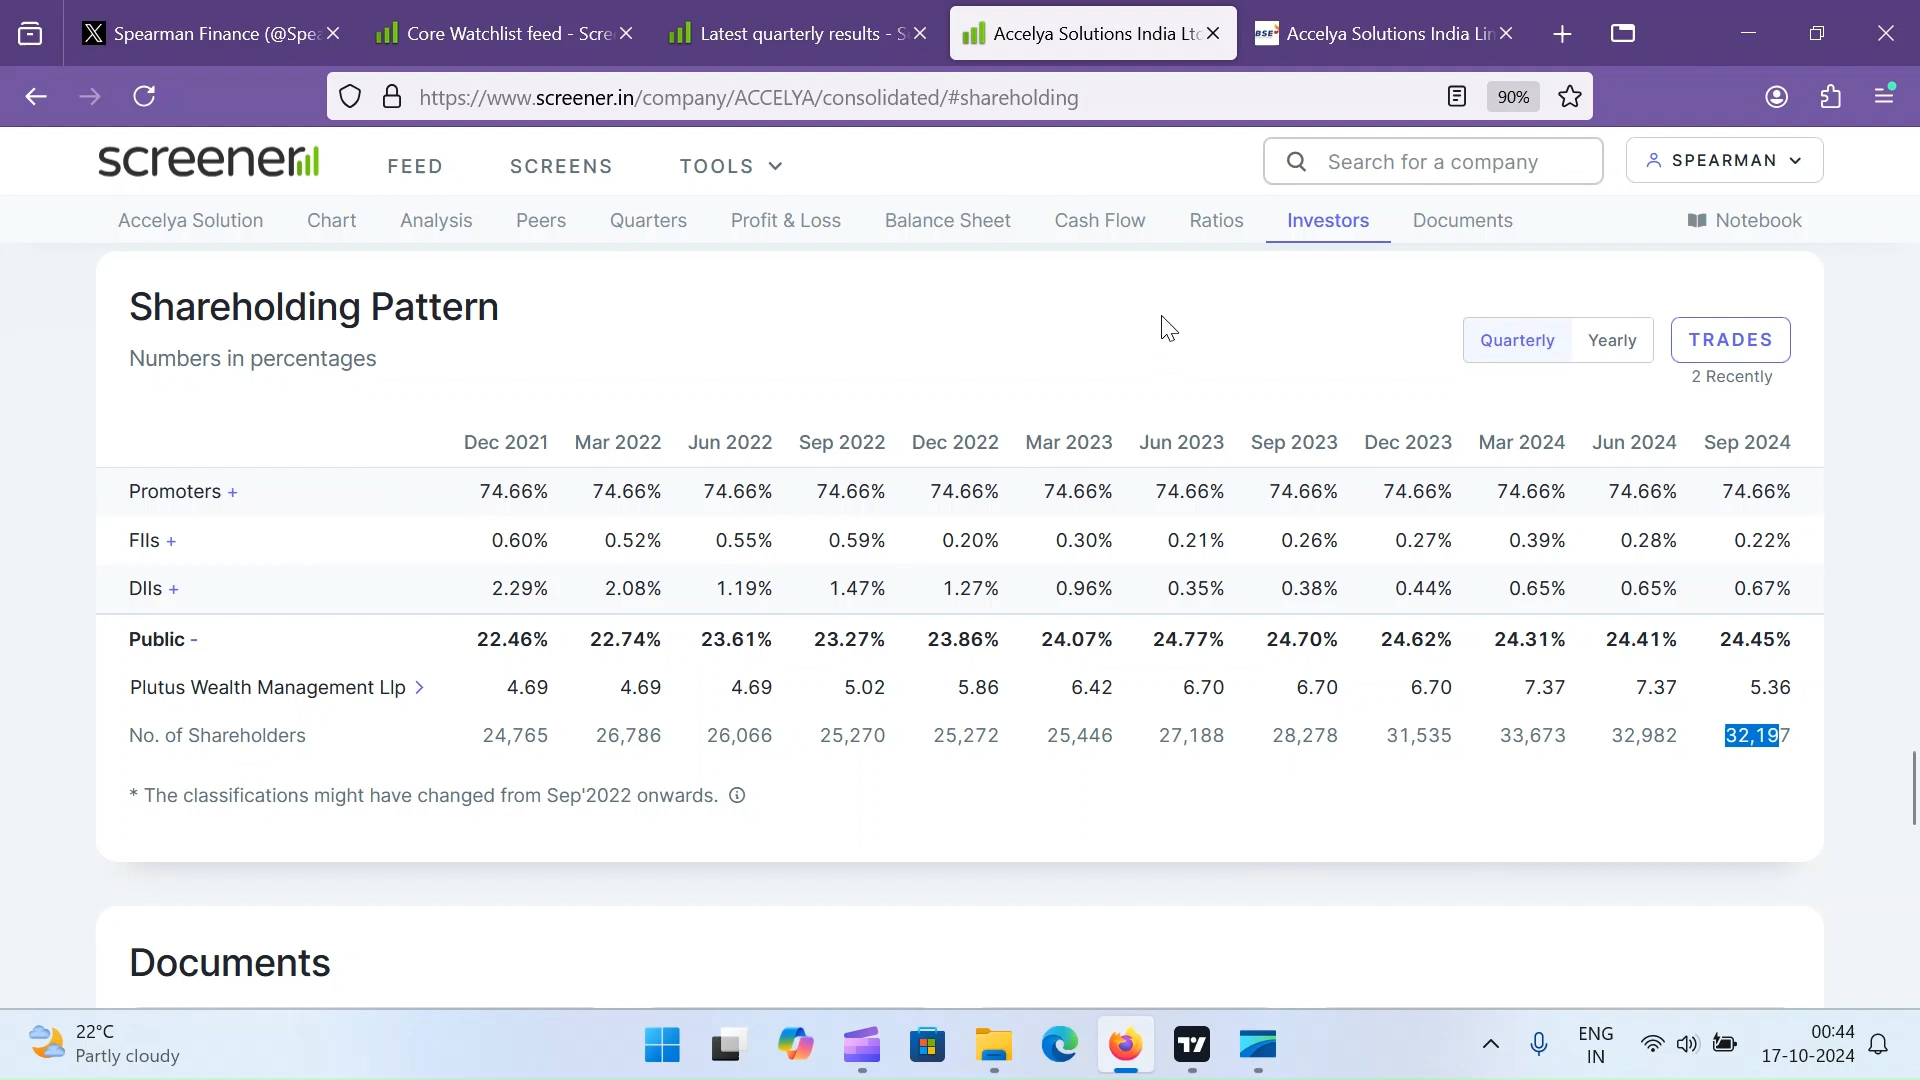 Spearman Finance (@Spea
Core Watchlist feed - Scre
Latest quarterly results - S
Accelya Solutions India Ltd
BSE Accelya Solutions India Lin
https://www.screener.in/company/ACCELYA/consolidated/#shareholding
90%
screener
FEED
SCREENS
TOOLS
Search for a company
SPEARMAN
Accelya Solution
Chart
Analysis
Peers
Quarters
Profit & Loss
Balance Sheet
Cash Flow
Ratios
Investors
Documents
Notebook
Shareholding Pattern
Numbers in percentages
Quarterly
Yearly
TRADES
2 Recently
Dec 2021 Mar 2022 Jun 2022 Sep 2022 Dec 2022 Mar 2023 Jun 2023 Sep 2023 Dec 2023 Mar 2024 Jun 2024 Sep 2024
Promoters + 74.66% 74.66% 74.66% 74.66% 74.66% 74.66% 74.66% 74.66% 74.66% 74.66% 74.66% 74.66%
FIIs + 0.60% 0.52% 0.55% 0.59% 0.20% 0.30% 0.21% 0.26% 0.27% 0.39% 0.28% 0.22%
DIIs + 2.29% 2.08% 1.19% 1.47% 1.27% 0.96% 0.35% 0.38% 0.44% 0.65% 0.65% 0.67%
Public - 22.46% 22.74% 23.61% 23.27% 23.86% 24.07% 24.77% 24.70% 24.62% 24.31% 24.41% 24.45%
Plutus Wealth Management Llp 4.69 4.69 4.69 5.02 5.86 6.42 6.70 6.70 6.70 7.37 7.37 5.36
No. of Shareholders 24,765 26,786 26,066 25,270 25,272 25,446 27,188 28,278 31,535 33,673 32,982 32,197
* The classifications might have changed from Sep'2022 onwards.
Documents
22°C
Partly cloudy
ENG
IN
00:44
17-10-2024